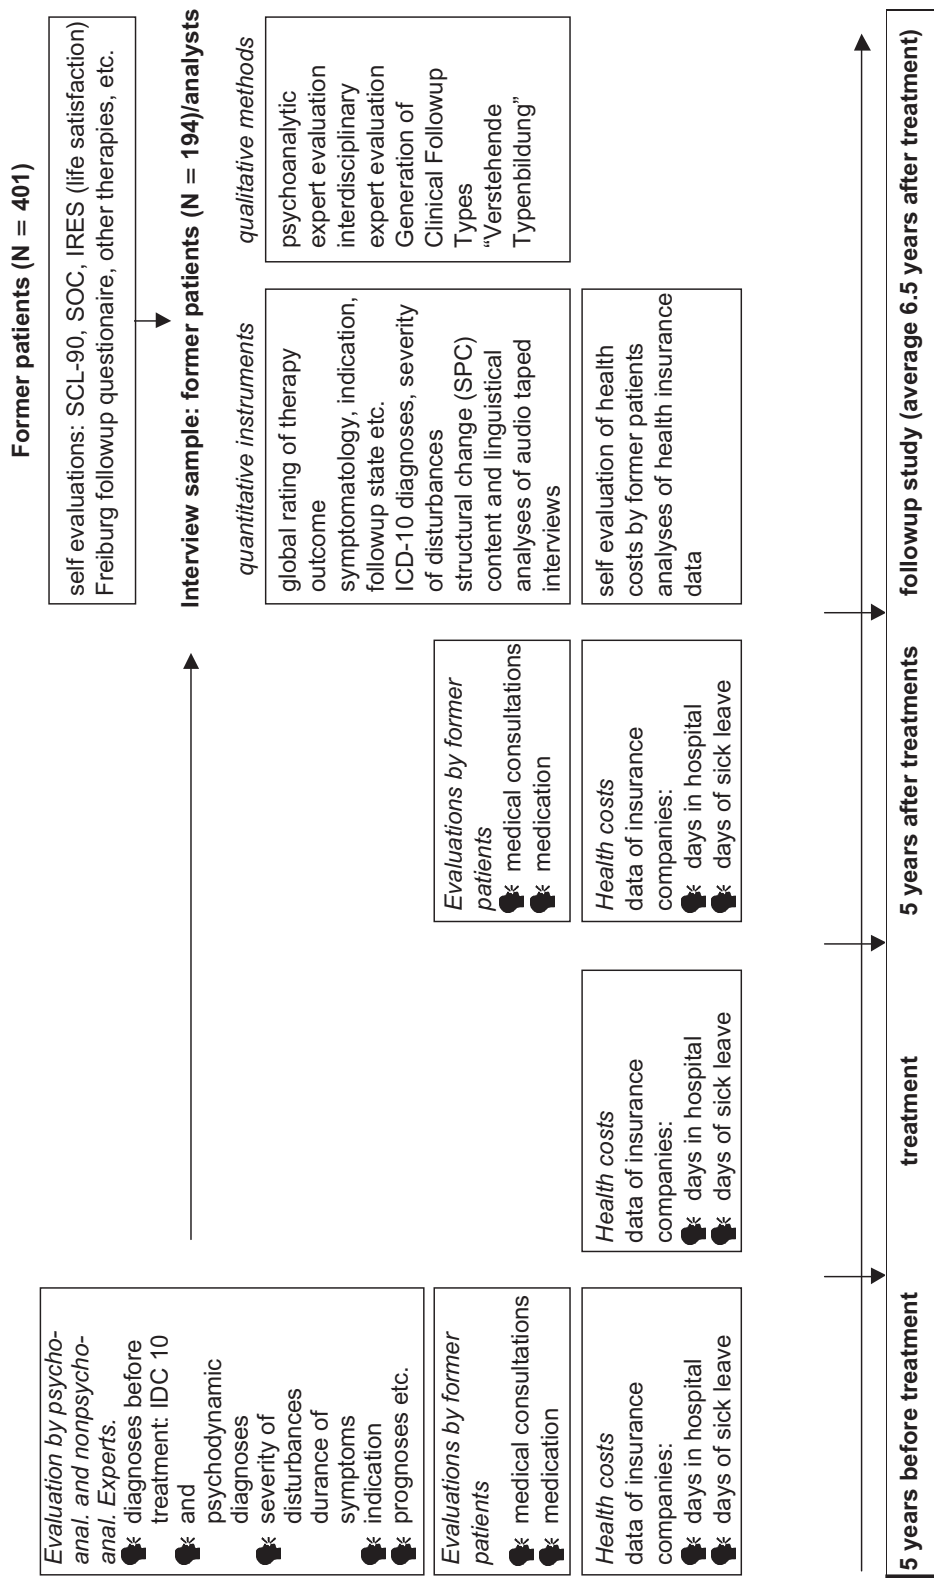 Former patients (N = 401)
self evaluations: SCL-90, SOC, IRES (life satisfaction)
Freiburg followup questionaire, other therapies, etc.
Interview sample: former patients (N = 194)/analysts
quantitative instruments
qualitative methods
global rating of therapy
outcome
symptomatology, indication,
followup state etc.
ICD-10 diagnoses, severity
of disturbances
structural change (SPC)
content and linguistical
analyses of audio taped
interviews
psychoanalytic
expert evaluation
interdisciplinary
expert evaluation
Generation of
Clinical Followup
Types
“Verstehende
Typenbildung”
self evaluation of health
costs by former patients
analyses of health insurance
data
Evaluation by psycho-
anal. and nonpsycho-
anal. Experts.
diagnoses before
treatment: IDC 10
and
psychodynamic
diagnoses
severity of
disturbances
durance of
symptoms
indication
prognoses etc.
Evaluations by former
patients
medical consultations
medication
Health costs
data of insurance
companies:
days in hospital
days of sick leave
Health costs
data of insurance
companies:
days in hospital
days of sick leave
Evaluations by former
patients
medical consultations
medication
Health costs
data of insurance
companies:
days in hospital
days of sick leave
5 years before treatment
treatment
5 years after treatments
followup study (average 6.5 years after treatment)